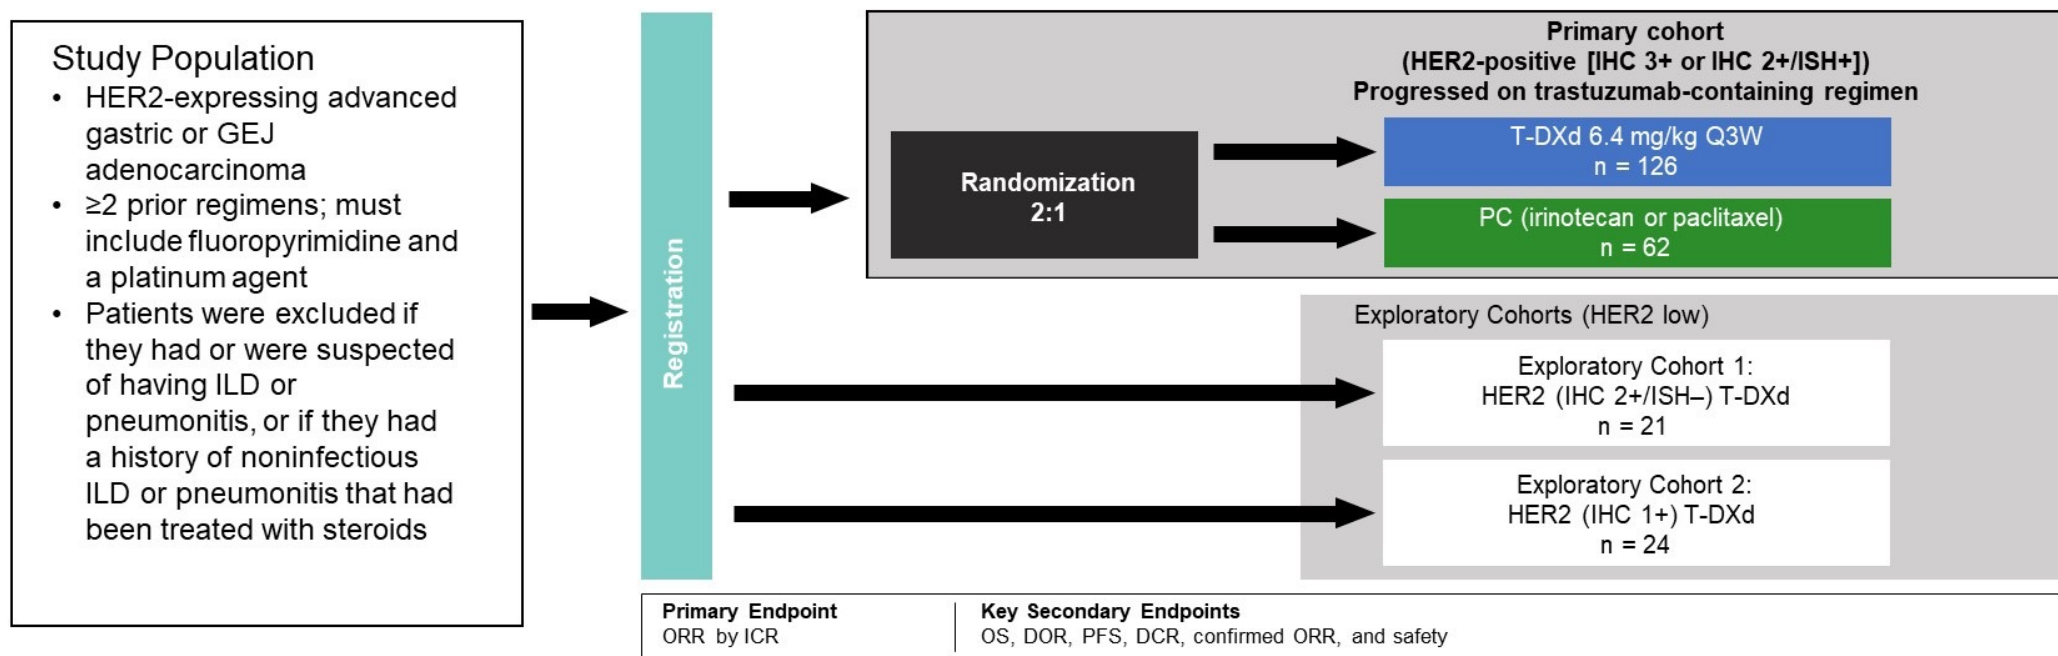 Study Population
• HER2-expressing advanced
gastric or GEJ
adenocarcinoma
• ≥2 prior regimens; must
include fluoropyrimidine and
a platinum agent
• Patients were excluded if
they had or were suspected
of having ILD or
pneumonitis, or if they had
a history of noninfectious
ILD or pneumonitis that had
been treated with steroids
Registration
Primary cohort
(HER2-positive [IHC 3+ or IHC 2+/ISH+])
Progressed on trastuzumab-containing regimen
Randomization
2:1
T-DXd 6.4 mg/kg Q3W
n = 126
PC (irinotecan or paclitaxel)
n = 62
Exploratory Cohorts (HER2 low)
Exploratory Cohort 1:
HER2 (IHC 2+/ISH–) T-DXd
n = 21
Exploratory Cohort 2:
HER2 (IHC 1+) T-DXd
n = 24
Primary Endpoint
ORR by ICR
Key Secondary Endpoints
OS, DOR, PFS, DCR, confirmed ORR, and safety